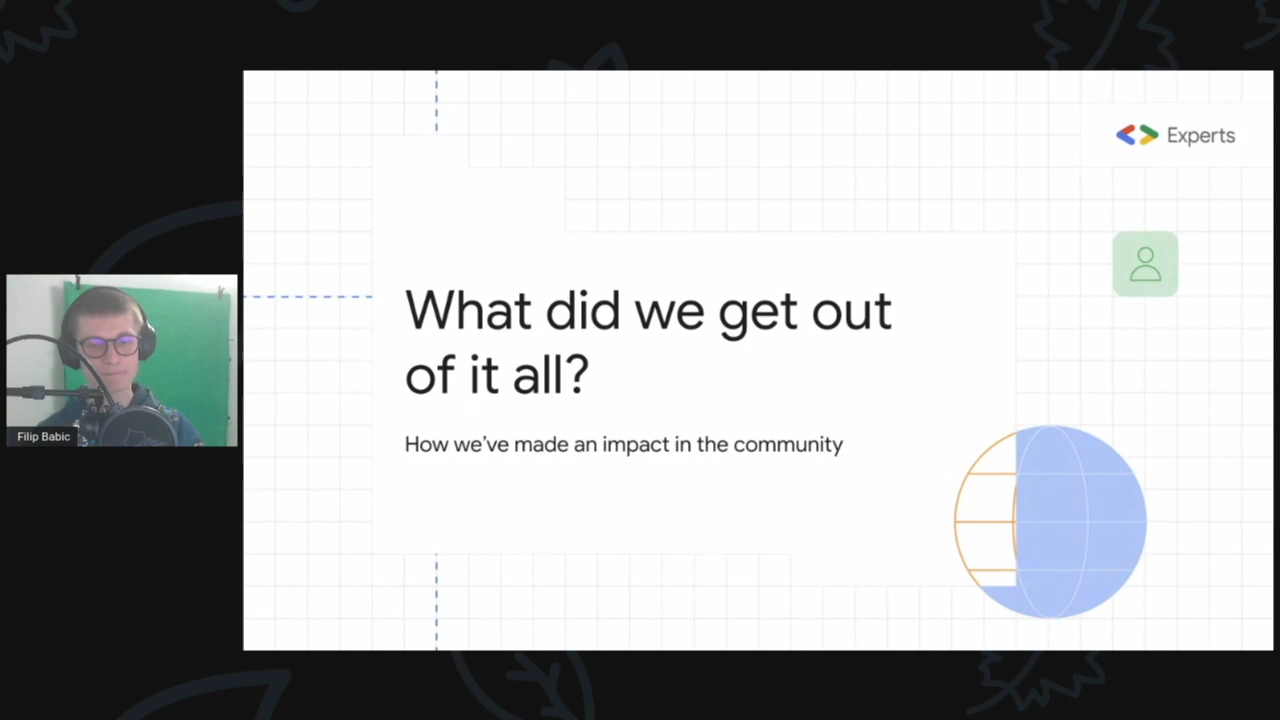 Experts
What did we get out
of it all?
How we've made an impact in the community
Filip Babic